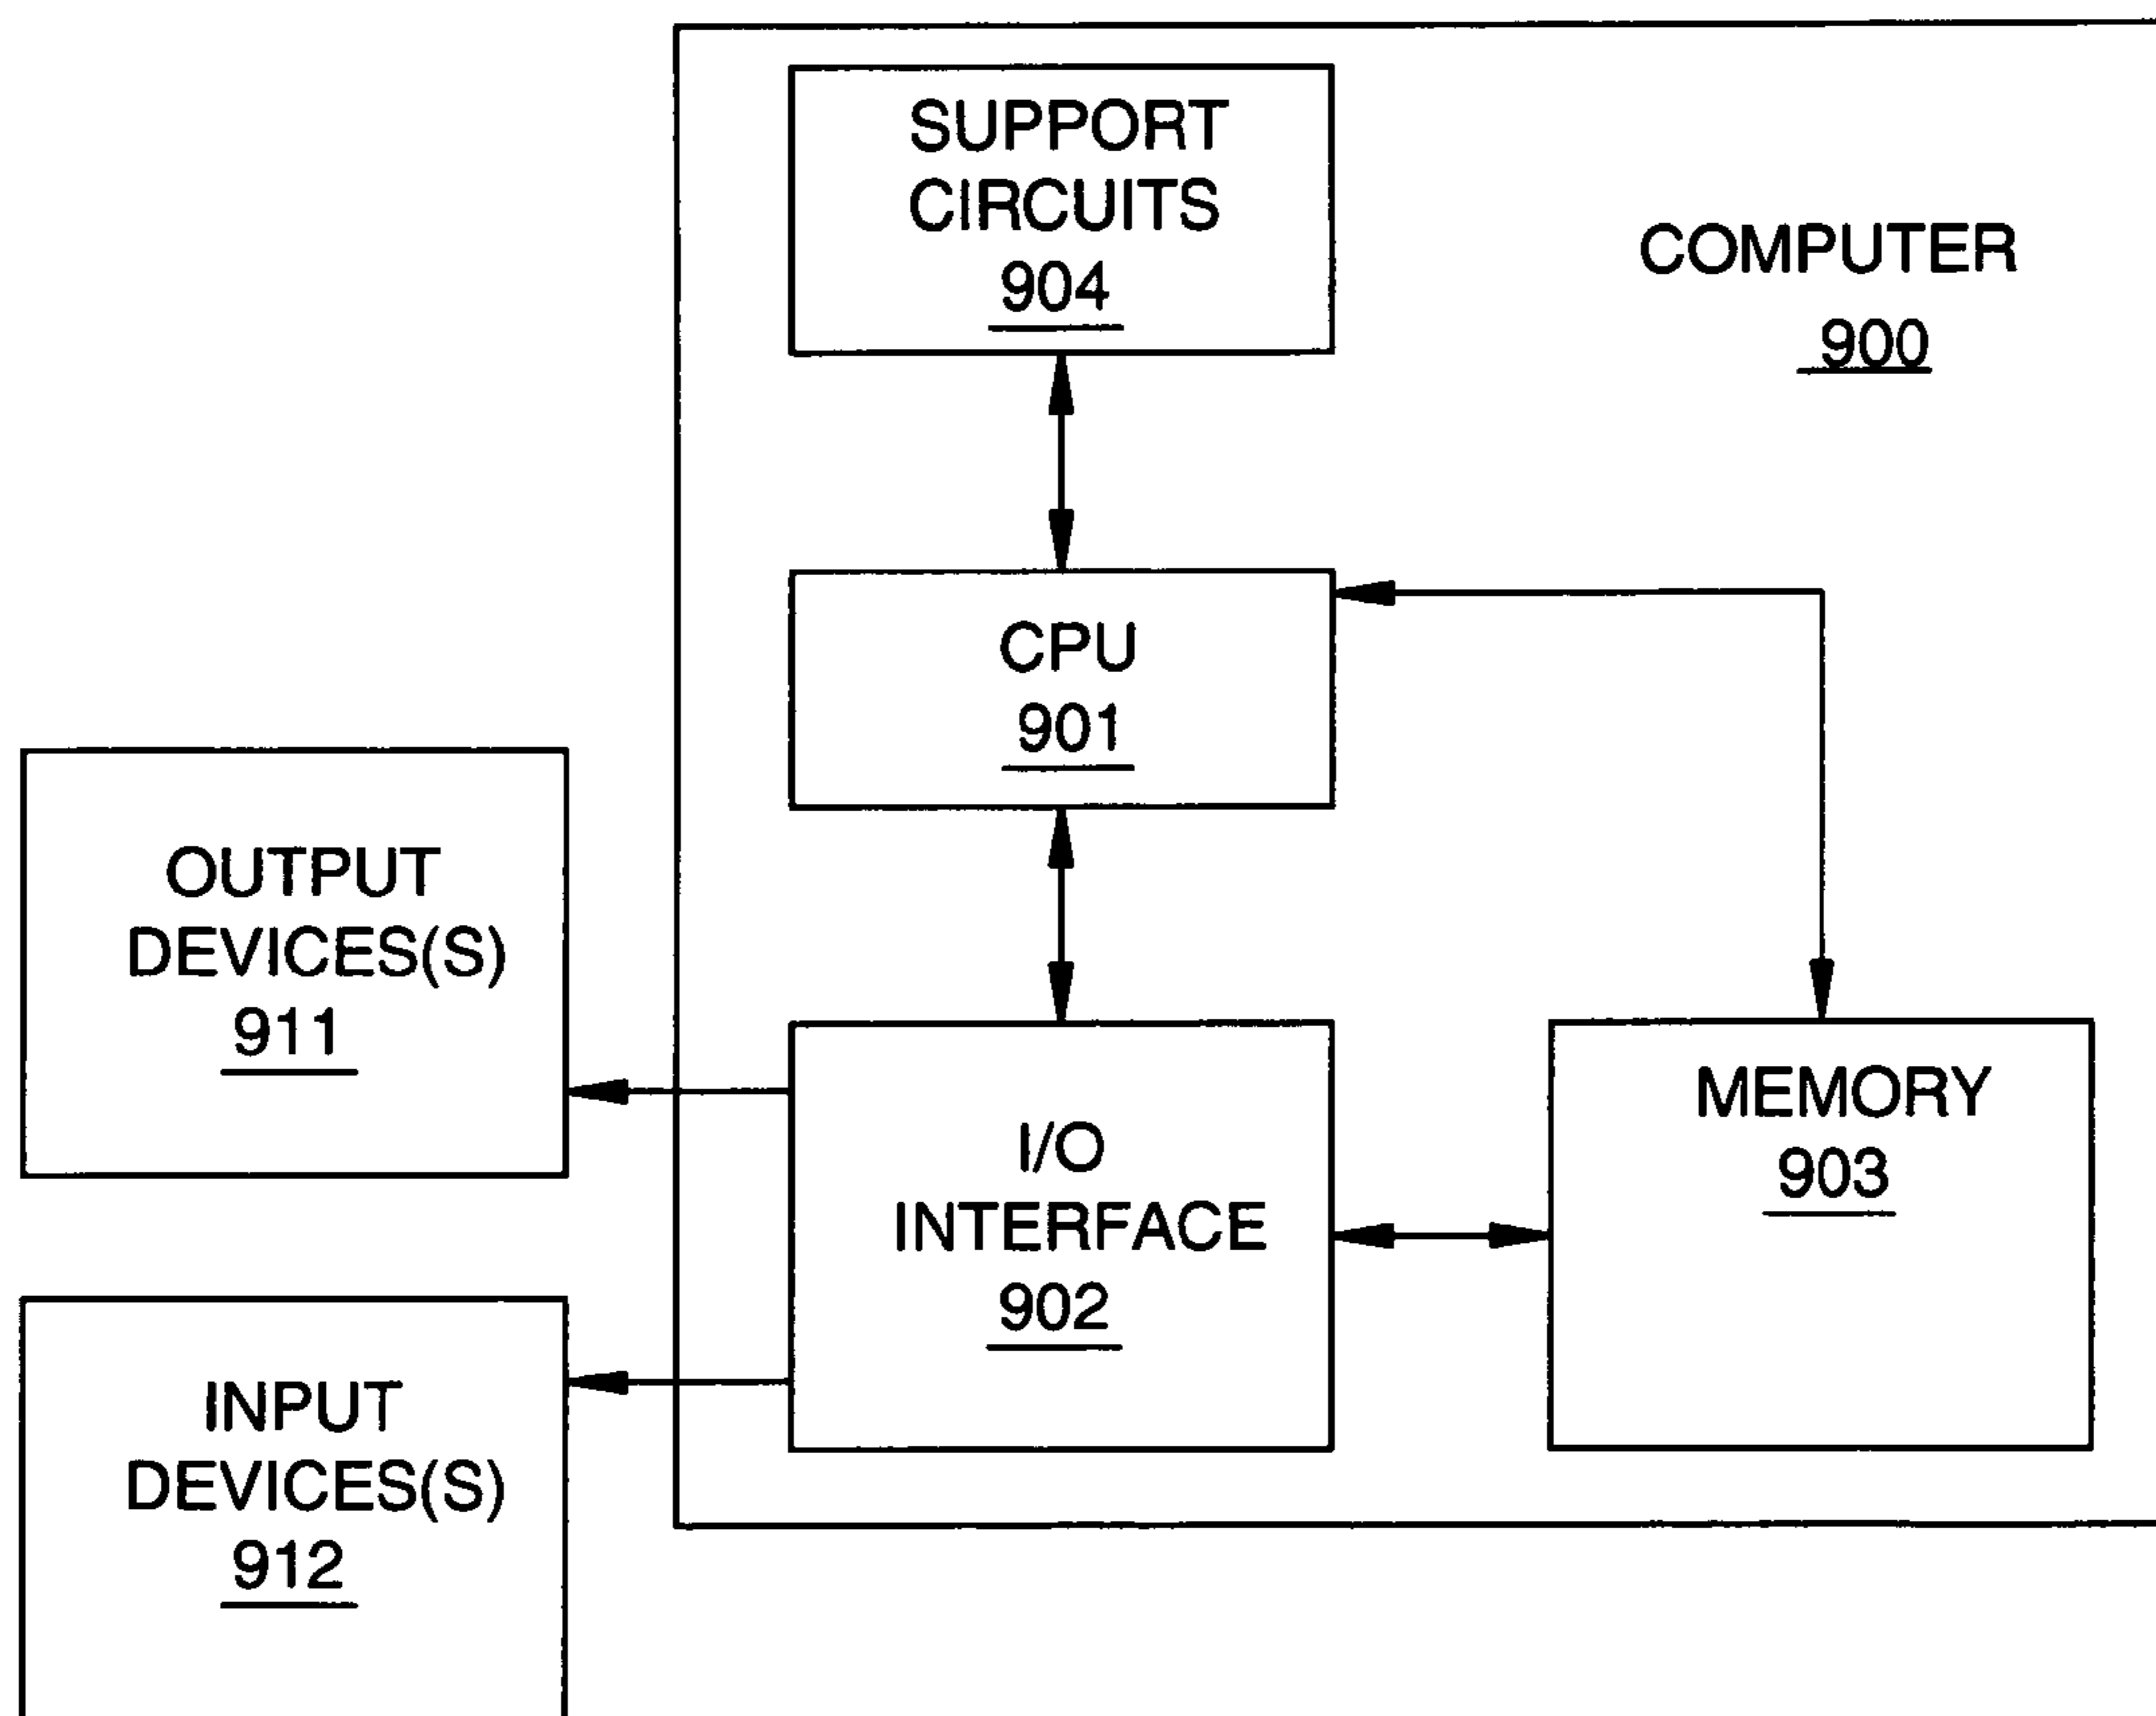 SUPPORT
CIRCUITS
904
COMPUTER
900
CPU
901
OUTPUT
DEVICES(S)
911
I/O
INTERFACE
902
MEMORY
903
INPUT
DEVICES(S)
912